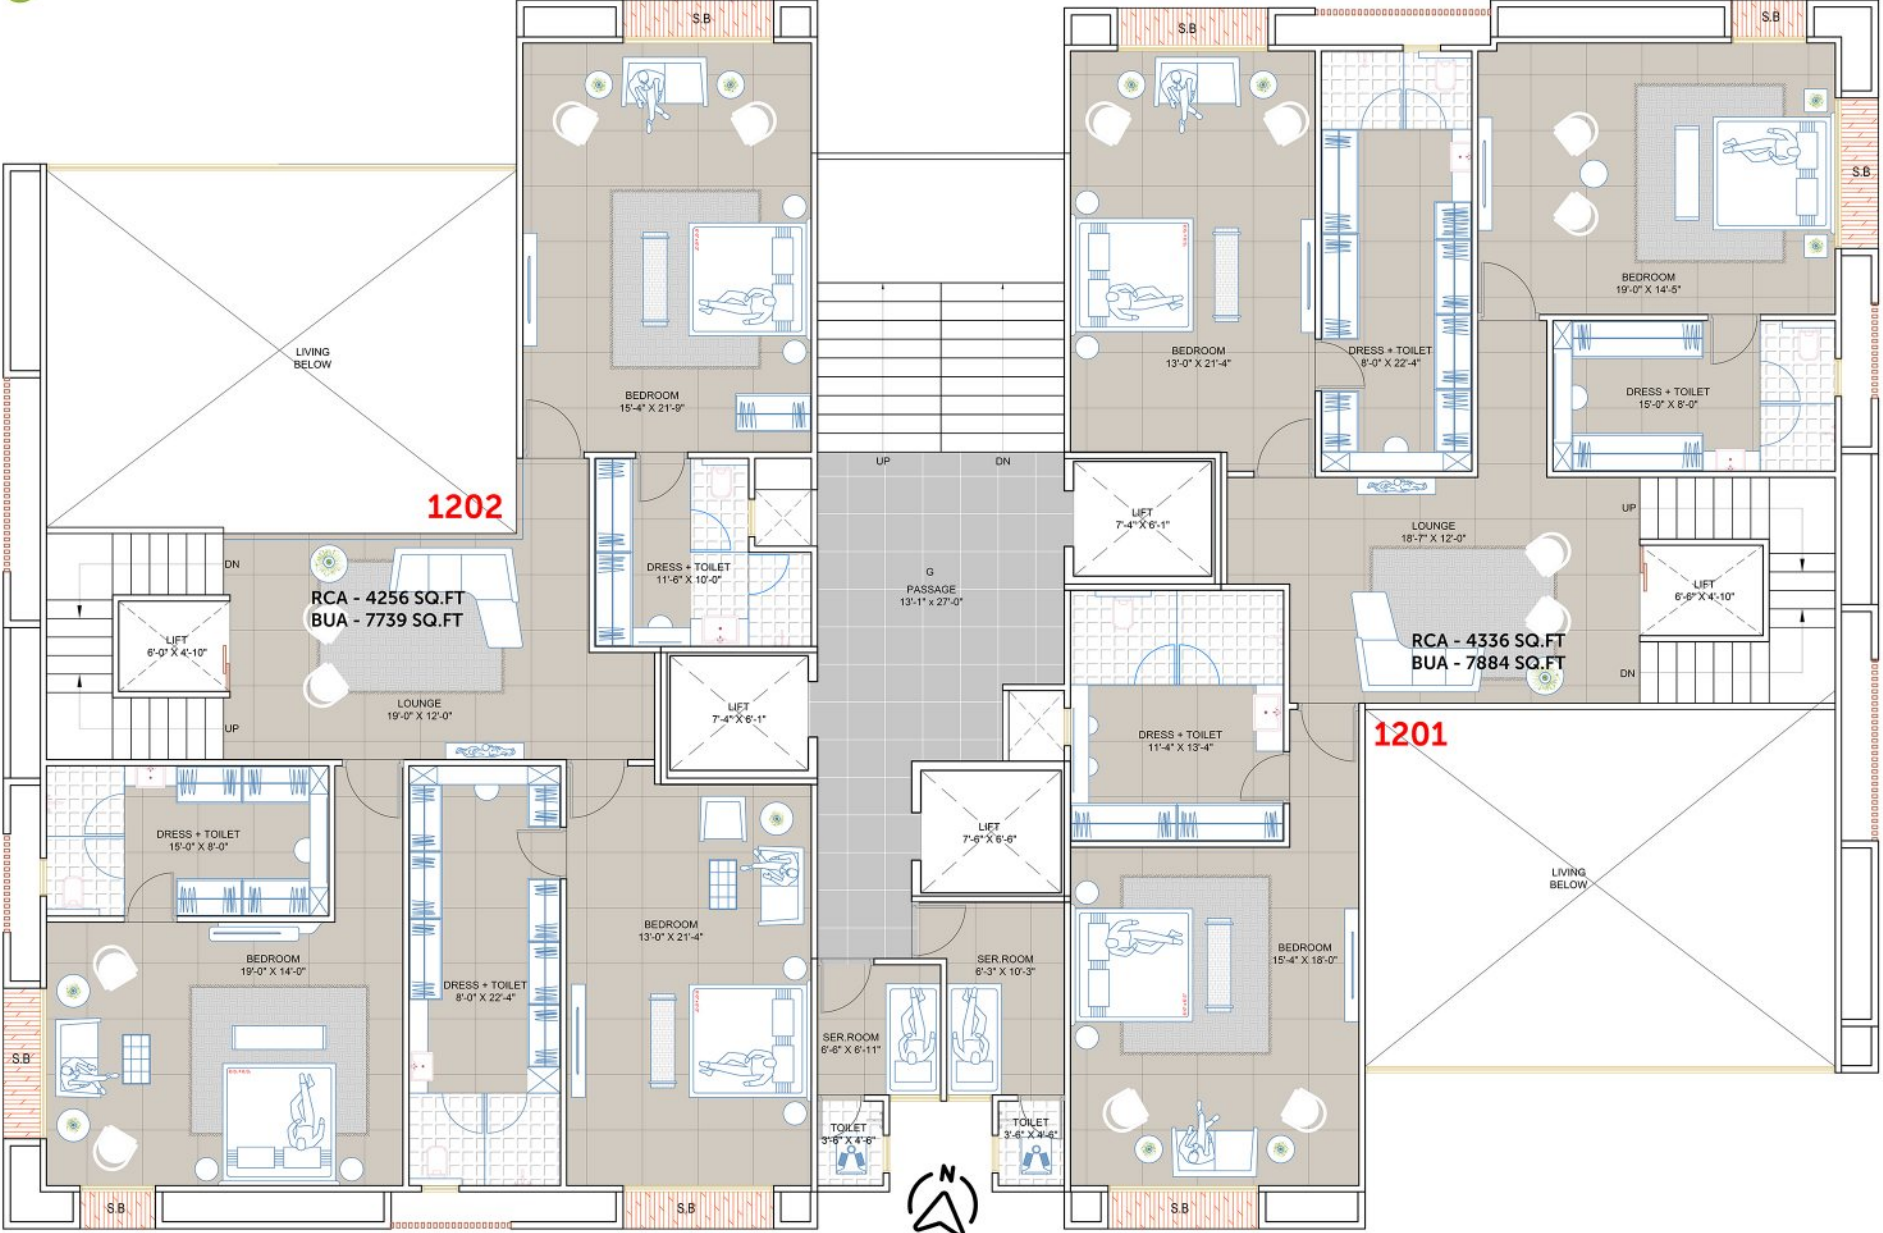 S.B
S.B
S.B
S.B
LIVING
BELOW
1202
BEDROOM
15'-4" X 21'-9"
BEDROOM
13'-0" X 21'-4"
DRESS + TOILET
8'-0" X 22'-4"
BEDROOM
19'-0" X 14'-5"
DRESS + TOILET
15'-0" X 8'-0"
UP
DN
DN
LIFT
6'-0" X 4'-10"
UP
RCA - 4256 SQ.FT
BUA - 7739 SQ.FT
LOUNGE
19'-0" X 12'-0"
DRESS + TOILET
11'-6" X 10'-0"
LIFT
7'-4" X 6'-1"
G
PASSAGE
13'-1" x 27'-0"
LIFT
7'-4" X 6'-1"
LOUNGE
18'-7" X 12'-0"
UP
LIFT
6'-6" X 4'-10"
DN
RCA - 4336 SQ.FT
BUA - 7884 SQ.FT
1201
DRESS + TOILET
11'-4" X 13'-4"
LIFT
7'-6" X 6'-6"
DRESS + TOILET
15'-0" X 8'-0"
BEDROOM
19'-0" X 14'-0"
DRESS + TOILET
8'-0" X 22'-4"
BEDROOM
13'-0" X 21'-4"
SER.ROOM
6'-3" X 10'-3"
SER.ROOM
6'-6" X 6'-11"
TOILET
3'-6" X 4'-6"
TOILET
3'-6" X 4'-6"
BEDROOM
15'-4" X 18'-0"
LIVING
BELOW
S.B
S.B
S.B
S.B
N